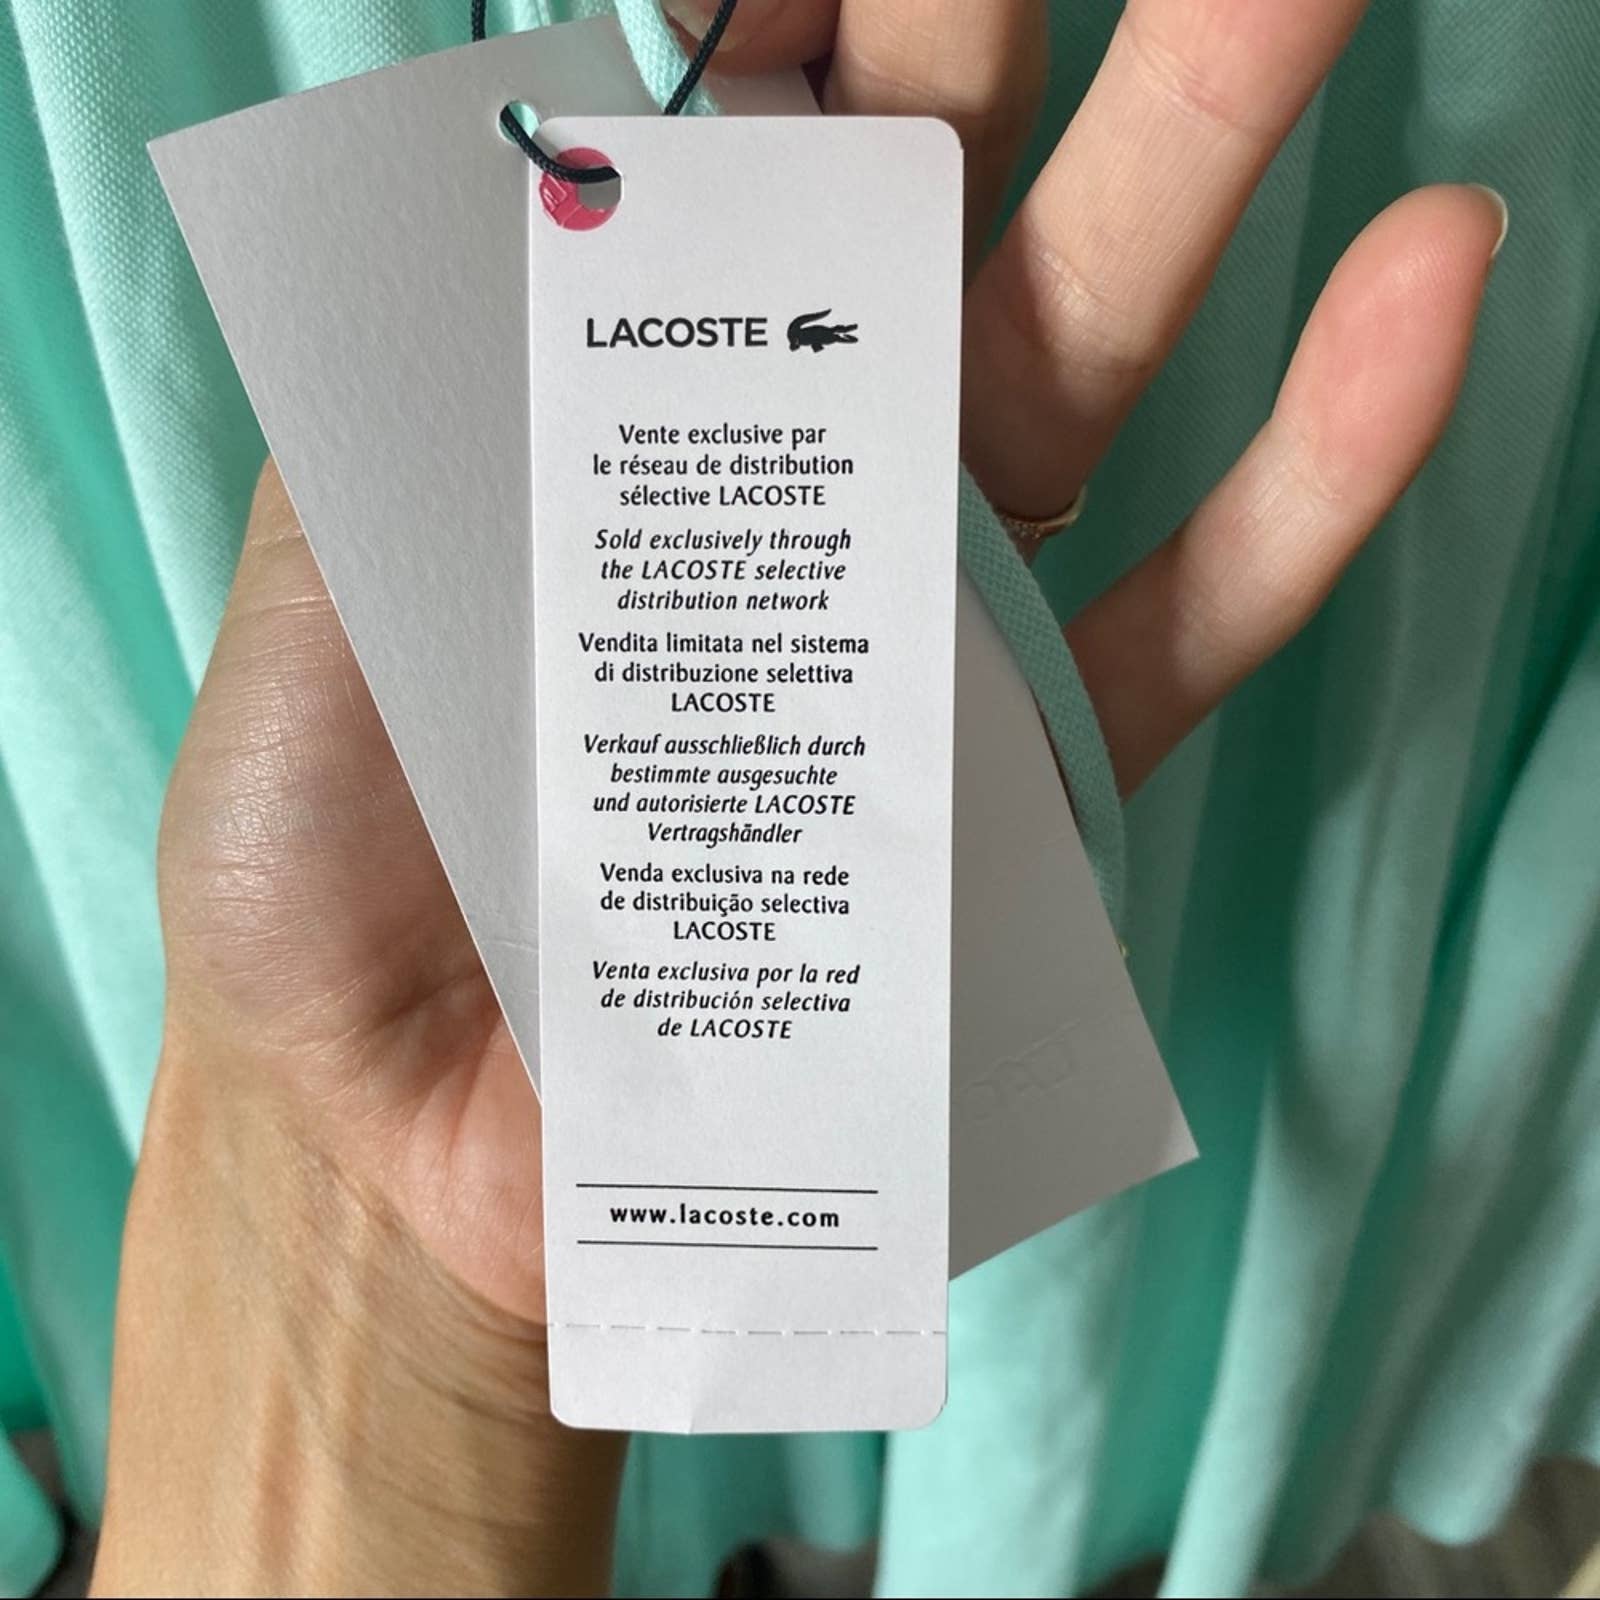 LACOSTE
Vente exclusive par
le réseau de distribution
sélective LACOSTE
Sold exclusively through
the LACOSTE selective
distribution network
Vendita limitata nel sistema
di distribuzione selettiva
LACOSTE
Verkauf ausschließlich durch
bestimmte ausgesuchte
und autorisierte LACOSTE
Vertragshändler
Venda exclusiva na rede
de distribuição selectiva
LACOSTE
Venta exclusiva por la red
de distribución selectiva
de LACOSTE
www.lacoste.com